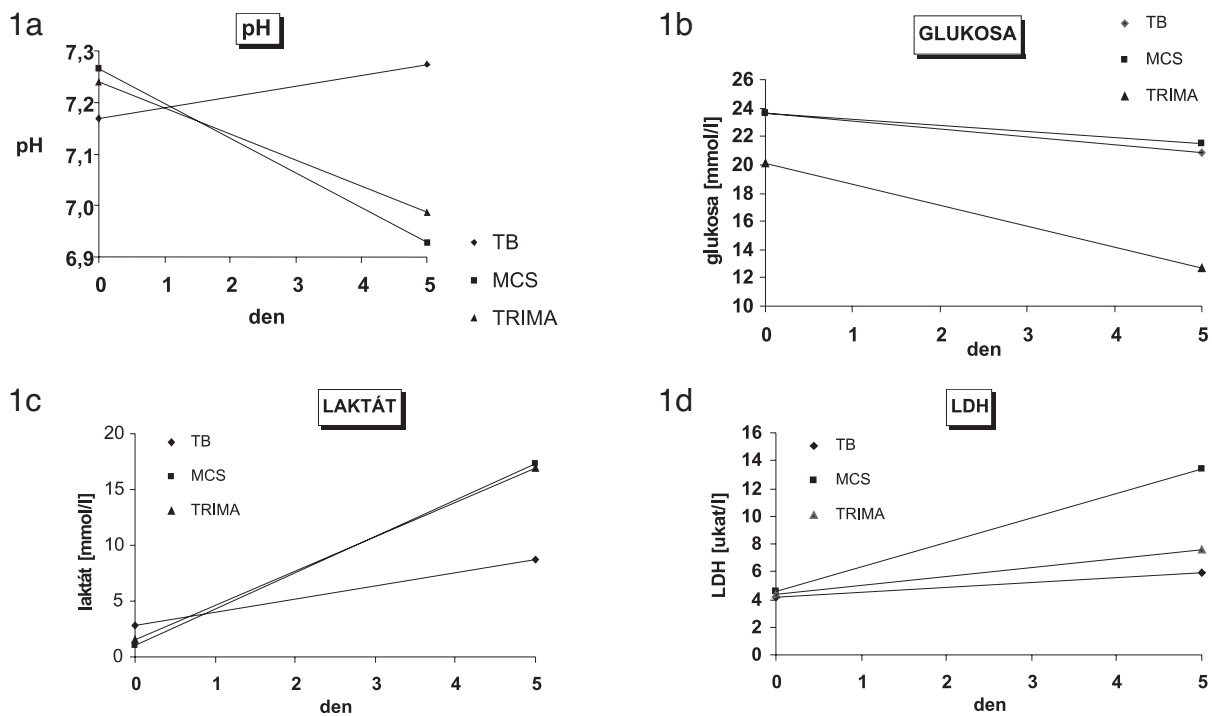 1a
pH
7,3
7,2
7,1
7,0
6,9
pH
0 1 2 3 4 5
den
TB
MCS
TRIMA
1b
GLUKOSA
TB
MCS
TRIMA
26
24
22
20
18
16
14
12
10
glukosa [mmol/l]
0 1 2 3 4 5
den
1c
LAKTÁT
TB
MCS
TRIMA
20
15
10
5
0
laktát [mmol/l]
0 1 2 3 4 5
den
1d
LDH
TB
MCS
TRIMA
16
14
12
10
8
6
4
2
0
LDH [ukat/l]
0 1 2 3 4 5
den